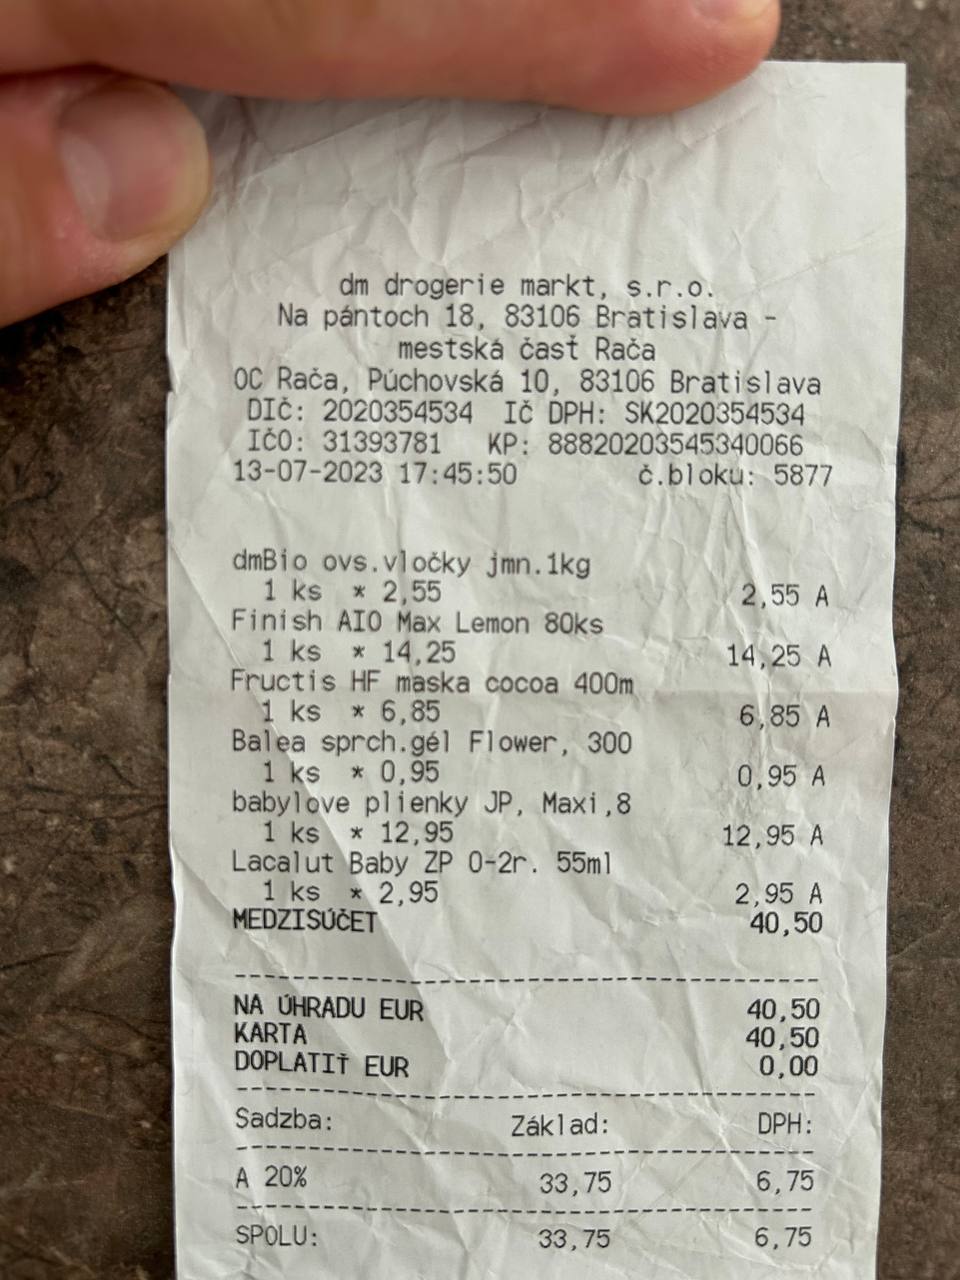 dm drogerie markt, s.r.o.
Na pántoch 18, 83106 Bratislava -
mestská časť Rača
OC Rača, Púchovská 10, 83106 Bratislava
DIČ: 2020354534 IČ DPH: SK2020354534
IČO: 31393781 KP: 88820203545340066
13-07-2023 17:45:50 č.bloku: 5877
dmBio ovs.vločky jmn.1kg
1 ks * 2,55 2,55 A
Finish AIO Max Lemon 80ks
1 ks * 14,25 14,25 A
Fructis HF maska cocoa 400m
1 ks * 6,85 6,85 A
Balea sprch.gél Flower, 300
1 ks * 0,95 0,95 A
babylove plienky JP, Maxi,8
1 ks * 12,95 12,95 A
Lacalut Baby ZP 0-2r. 55ml
1 ks * 2,95 2,95 A
MEDZISÚČET 40,50
NA ÚHRADU EUR 40,50
KARTA 40,50
DOPLATIŤ EUR 0,00
Sadzba: Základ: DPH:
A 20% 33,75 6,75
SPOLU: 33,75 6,75